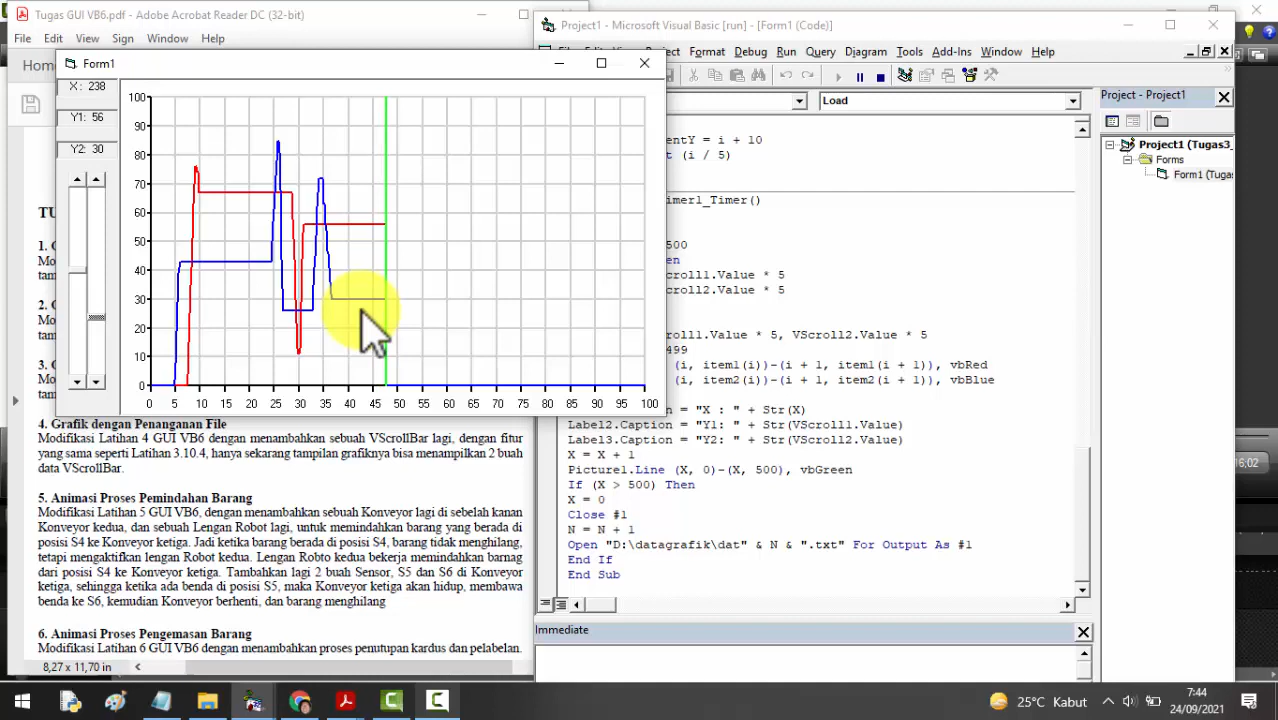 Tugas GUI VB6.pdf - Adobe Acrobat Reader DC (32-bit)
File Edit View Sign Window Help
Home
Form1
X: 238
Y1: 56
Y2: 30
100
90
80
70
60
50
40
30
20
10
0
0 5 10 15 20 25 30 35 40 45 50 55 60 65 70 75 80 85 90 95 100
4. Grafik dengan Penanganan File
Modifikasi Latihan 4 GUI VB6 dengan menambahkan sebuah VScrollBar lagi, dengan fitur
yang sama seperti Latihan 3.10.4, hanya sekarang tampilan grafiknya bisa menampilkan 2 buah
data VScrollBar.
5. Animasi Proses Pemindahan Barang
Modifikasi Latihan 5 GUI VB6, dengan menambahkan sebuah Konveyor lagi di sebelah kanan
Konveyor kedua, dan sebuah Lengan Robot lagi, untuk memindahkan barang yang berada di
posisi S4 ke Konveyor ketiga. Jadi ketika barang berada di posisi S4, barang tidak menghilang,
tetapi mengaktifkan lengan Robot kedua. Lengan Robto kedua bekerja memindahkan barnag
dari posisi S4 ke Konveyor ketiga. Tambahkan lagi 2 buah Sensor, S5 dan S6 di Konveyor
ketiga, sehingga ketika ada benda di posisi S5, maka Konveyor ketiga akan hidup, membawa
benda ke S6, kemudian Konveyor berhenti, dan barang menghilang
6. Animasi Proses Pengemasan Barang
Modifikasi Latihan 6 GUI VB6 dengan menambahkan proses penutupan kardus dan pelabelan.
8,27 x 11,70 in
Project1 - Microsoft Visual Basic [run] - [Form1 (Code)]
Format Debug Run Query Diagram Tools Add-Ins Window Help
Load
entY = i + 10
t (i / 5)
imer1_Timer()
500
en
croll1.Value * 5
croll2.Value * 5
croll1.Value * 5, VScroll2.Value * 5
499
(i, item1(i))-(i + 1, item1(i + 1)), vbRed
(i, item2(i))-(i + 1, item2(i + 1)), vbBlue
n = "X : " + Str(X)
Label2.Caption = "Y1: " + Str(VScroll1.Value)
Label3.Caption = "Y2: " + Str(VScroll2.Value)
X = X + 1
Picture1.Line (X, 0)-(X, 500), vbGreen
If (X > 500) Then
X = 0
Close #1
N = N + 1
Open "D:\datagrafik\dat" & N & ".txt" For Output As #1
End If
End Sub
Immediate
Project - Project1
Project1 (Tugas3_
Forms
Form1 (Tugas
16,02
25°C Kabut
7:44
24/09/2021